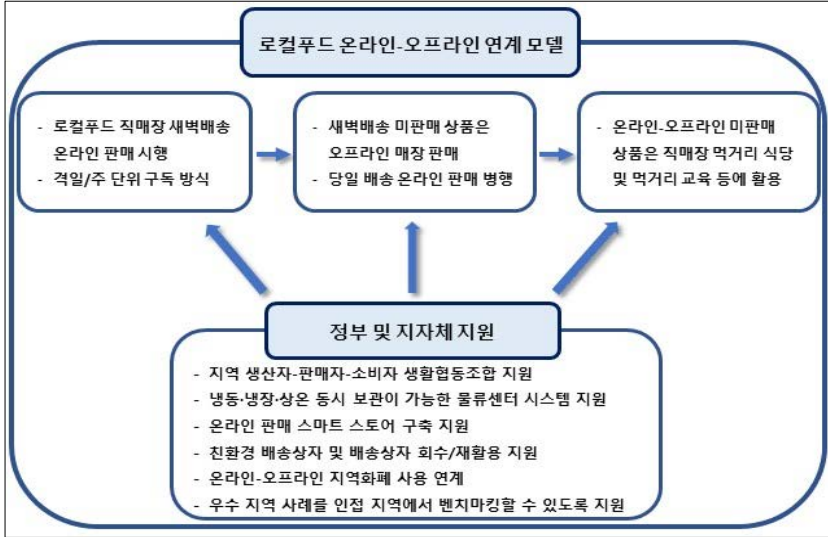 로컬푸드 온라인-오프라인 연계 모델
- 로컬푸드 직매장 새벽배송
온라인 판매 시행
- 격일/주 단위 구독 방식
- 새벽배송 미판매 상품은
오프라인 매장 판매
- 당일 배송 온라인 판매 병행
- 온라인-오프라인 미판매
상품은 직매장 먹거리 식당
및 먹거리 교육 등에 활용
정부 및 지자체 지원
- 지역 생산자-판매자-소비자 생활협동조합 지원
- 냉동·냉장·상온 동시 보관이 가능한 물류센터 시스템 지원
- 온라인 판매 스마트 스토어 구축 지원
- 친환경 배송상자 및 배송상자 회수/재활용 지원
- 온라인-오프라인 지역화폐 사용 연계
- 우수 지역 사례를 인접 지역에서 벤치마킹할 수 있도록 지원